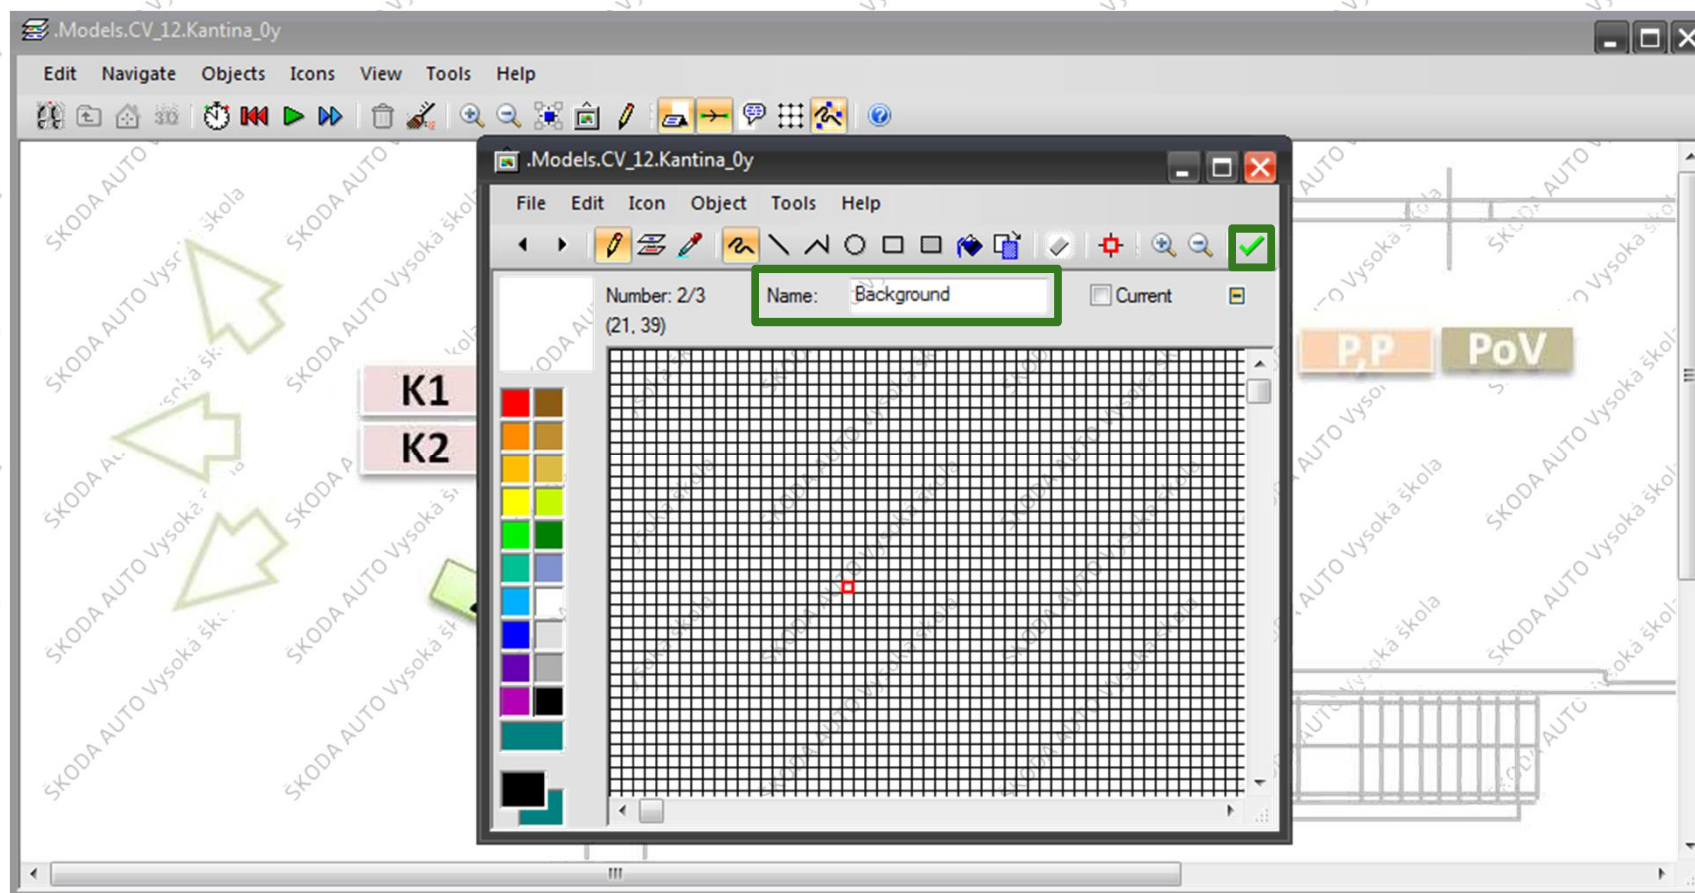 .Models.CV_12.Kantina_0y
Edit Navigate Objects Icons View Tools Help
3D
.Models.CV_12.Kantina_0y
File Edit Icon Object Tools Help
Number: 2/3 Name: Background Current
(21, 39)
P,P PoV
K1
K2
ŠKODA AUTO Vysoká škola